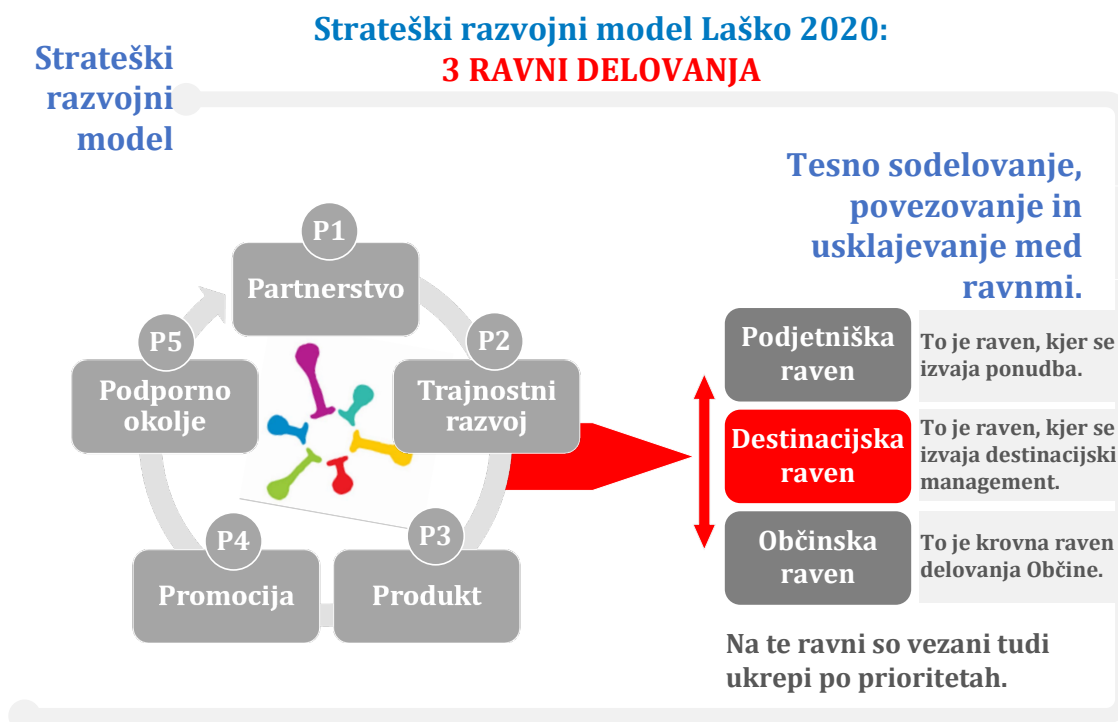 Strateški razvojni model Laško 2020:
3 RAVNI DELOVANJA
Strateški
razvojni
model
Tesno sodelovanje,
povezovanje in
usklajevanje med
ravnmi.
P1
Partnerstvo
P2
Trajnostni
razvoj
P3
Produkt
P4
Promocija
P5
Podporno
okolje
Podjetniška
raven
To je raven, kjer se
izvaja ponudba.
Destinacijska
raven
To je raven, kjer se
izvaja destinacijski
management.
Občinska
raven
To je krovna raven
delovanja Občine.
Na te ravni so vezani tudi
ukrepi po prioritetah.